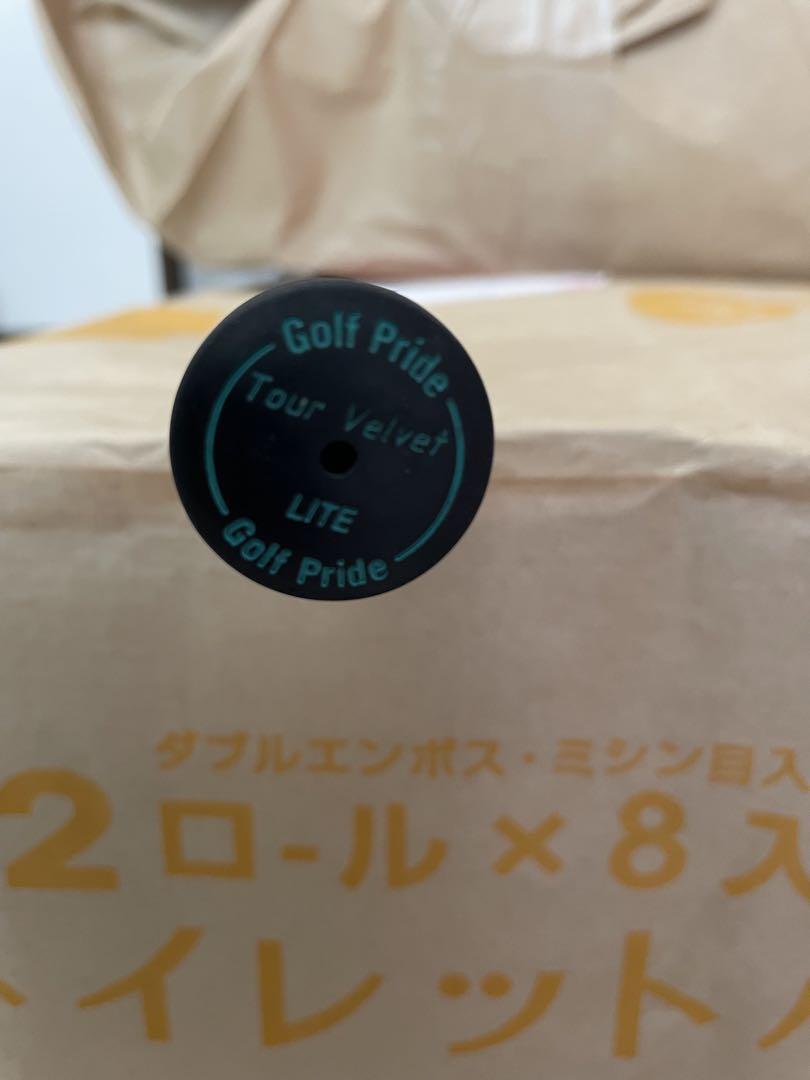 Golf Pride
Tour Velvet
LITE
Golf Pride
ダブルエンボス・ミシン目入
2ロール×8入
トイレット